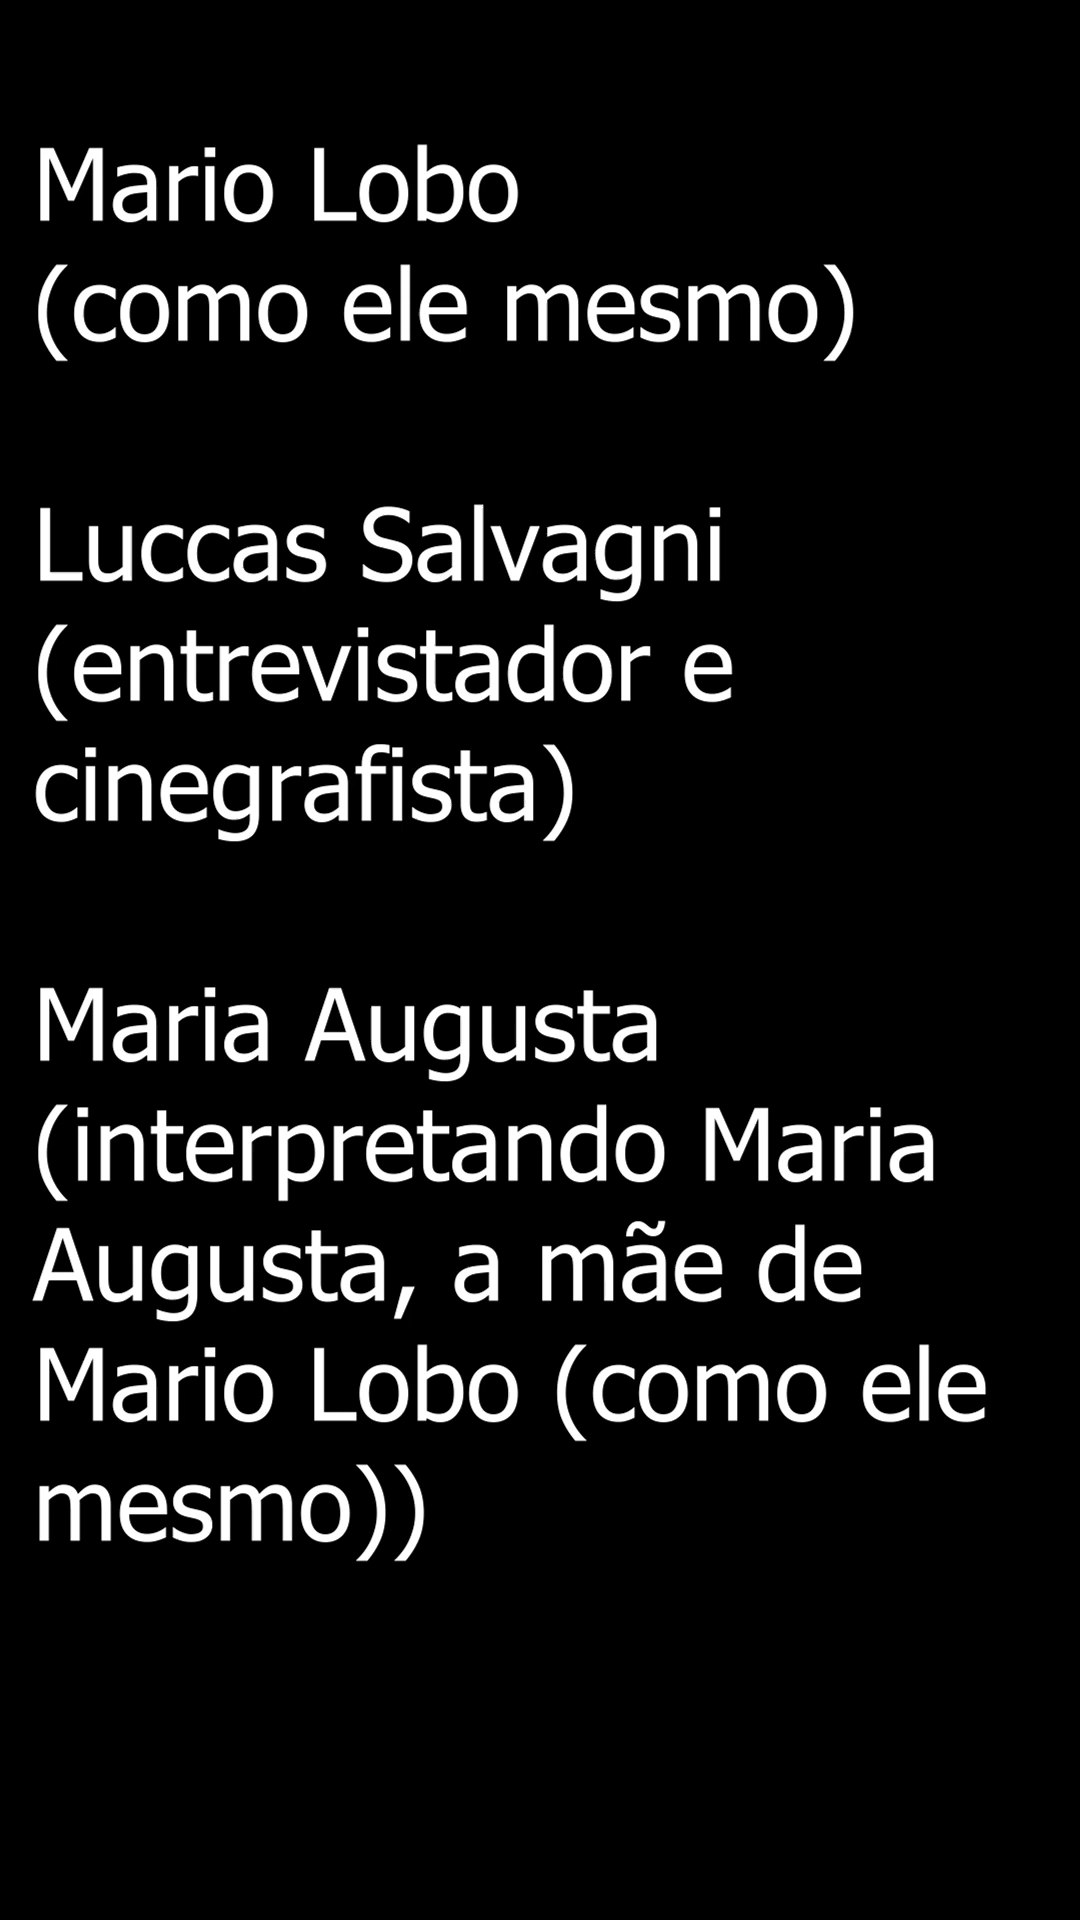 Mario Lobo
(como ele mesmo)
Luccas Salvagni
(entrevistador e
cinegrafista)
Maria Augusta
(interpretando Maria
Augusta, a mãe de
Mario Lobo (como ele
mesmo))